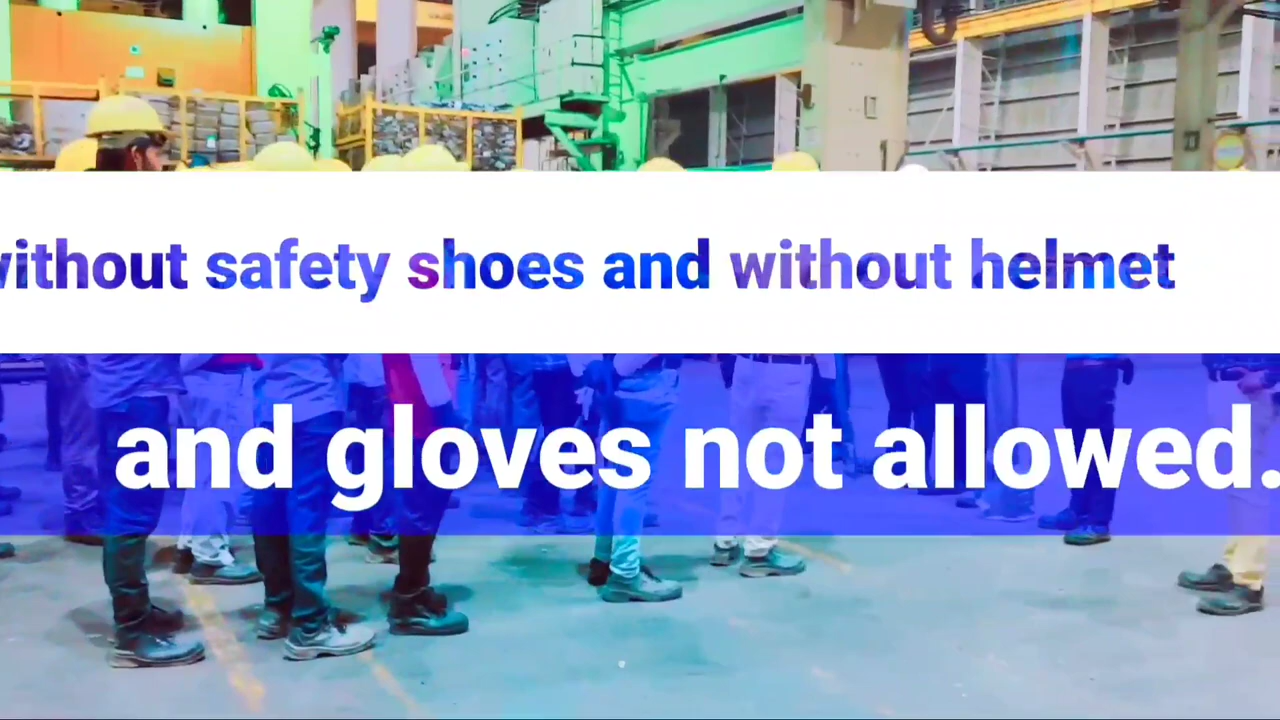 without safety shoes and without helmet
and gloves not allowed.